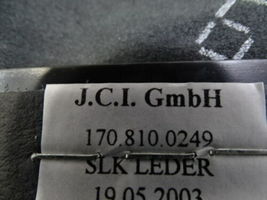 J.C.I. GmbH
170.810.0249
SLK LEDER
19.05.2003